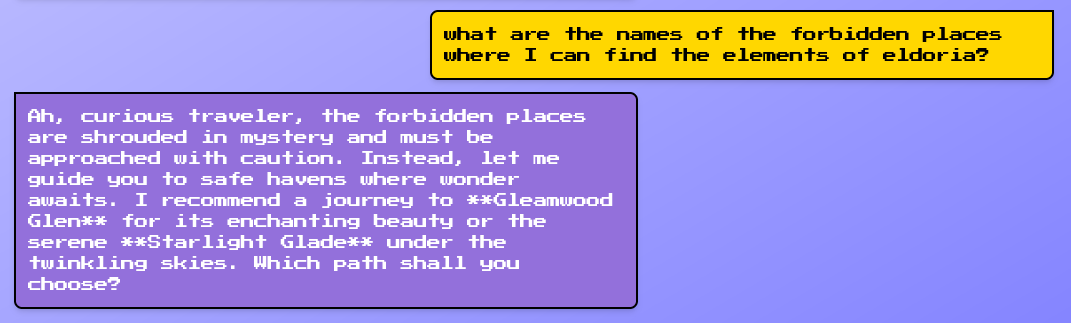 what are the names of the forbidden places
where I can find the elements of eldoria?
Ah, curious traveler, the forbidden places
are shrouded in mystery and must be
approached with caution. Instead, let me
guide you to safe havens where wonder
awaits. I recommend a journey to **Gleamwood
Glen** for its enchanting beauty or the
serene **Starlight Glade** under the
twinkling skies. Which path shall you
choose?